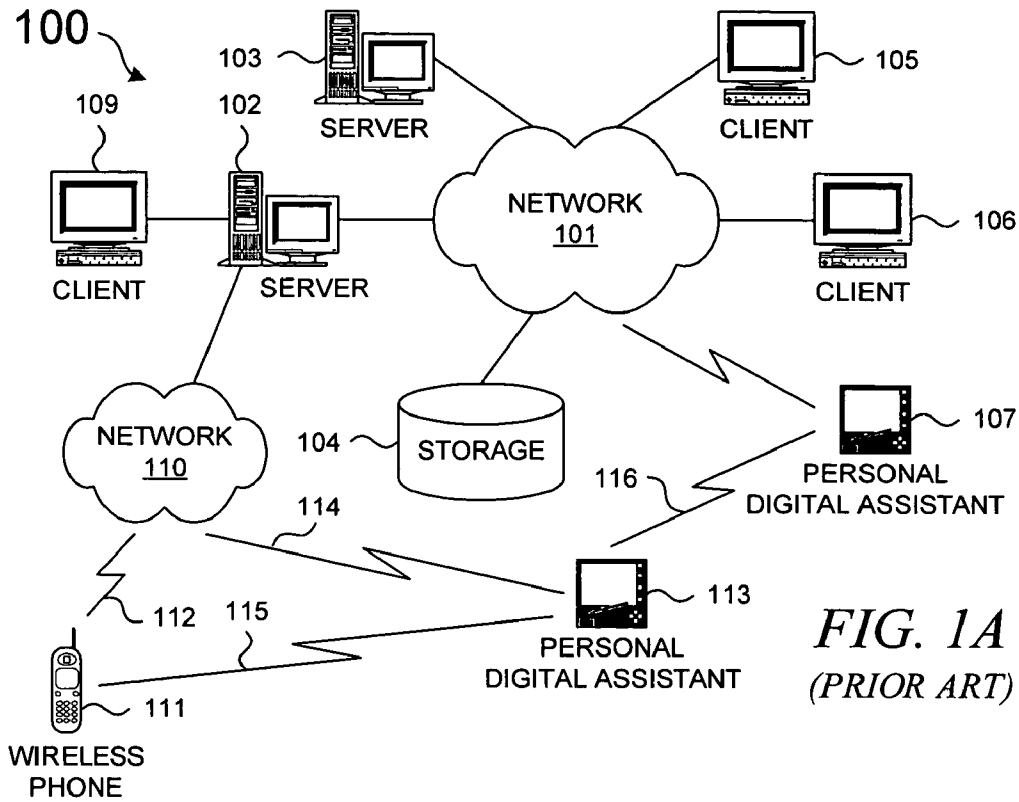 100
103
SERVER
105
CLIENT
109
102
CLIENT
SERVER
NETWORK
101
106
CLIENT
NETWORK
110
104
STORAGE
107
PERSONAL
DIGITAL ASSISTANT
116
114
112
115
113
PERSONAL
DIGITAL ASSISTANT
111
WIRELESS
PHONE
FIG. 1A
(PRIOR ART)